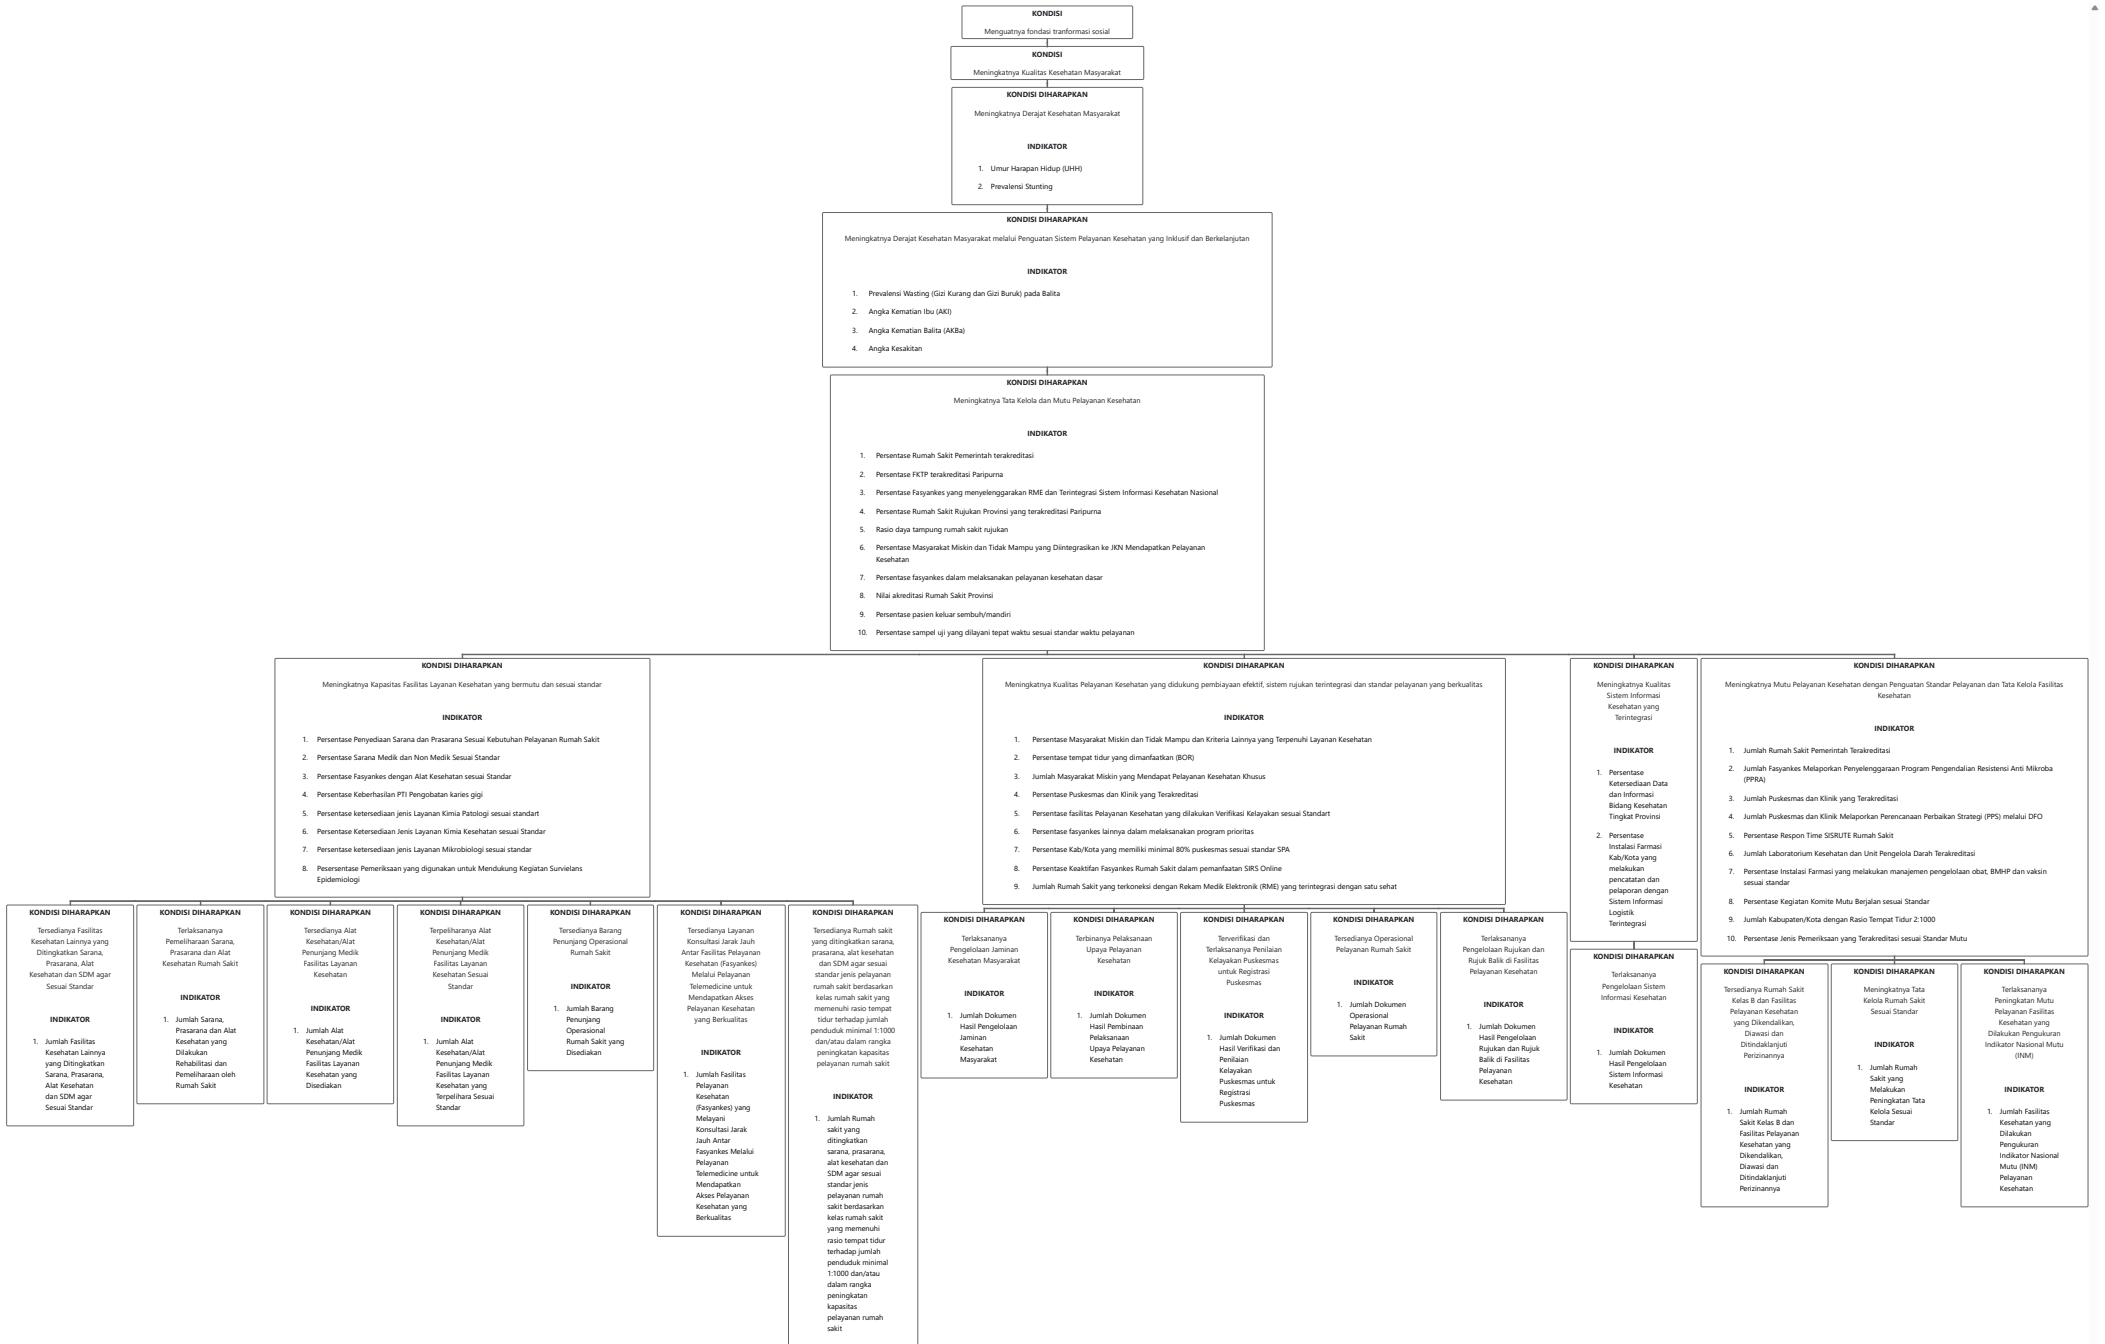 KONDISI
Menguatnya fondasi tranformasi sosial
KONDISI
Meningkatnya Kualitas Kesehatan Masyarakat
KONDISI DIHARAPKAN
Meningkatnya Derajat Kesehatan Masyarakat
INDIKATOR
1. Umur Harapan Hidup (UHH)
2. Prevalensi Stunting
KONDISI DIHARAPKAN
Meningkatnya Derajat Kesehatan Masyarakat melalui Penguatan Sistem Pelayanan Kesehatan yang Inklusif dan Berkelanjutan
INDIKATOR
1. Prevalensi Wasting (Gizi Kurang dan Gizi Buruk) pada Balita
2. Angka Kematian Ibu (AKI)
3. Angka Kematian Balita (AKBa)
4. Angka Kesakitan
KONDISI DIHARAPKAN
Meningkatnya Tata Kelola dan Mutu Pelayanan Kesehatan
INDIKATOR
1. Persentase Rumah Sakit Pemerintah terakreditasi
2. Persentase FKTP terakreditasi Paripurna
3. Persentase Fasyankes yang menyelenggarakan RME dan Terintegrasi Sistem Informasi Kesehatan Nasional
4. Persentase Rumah Sakit Rujukan Provinsi yang terakreditasi Paripurna
5. Rasio daya tampung rumah sakit rujukan
6. Persentase Masyarakat Miskin dan Tidak Mampu yang Diintegrasikan ke JKN Mendapatkan Pelayanan
Kesehatan
7. Persentase fasyankes dalam melaksanakan pelayanan kesehatan dasar
8. Nilai akreditasi Rumah Sakit Provinsi
9. Persentase pasien keluar sembuh/mandiri
10. Persentase sampel uji yang dilayani tepat waktu sesuai standar waktu pelayanan
KONDISI DIHARAPKAN
Meningkatnya Kapasitas Fasilitas Layanan Kesehatan yang bermutu dan sesuai standar
INDIKATOR
1. Persentase Penyediaan Sarana dan Prasarana Sesuai Kebutuhan Pelayanan Rumah Sakit
2. Persentase Sarana Medik dan Non Medik Sesuai Standar
3. Persentase Fasyankes dengan Alat Kesehatan sesuai Standar
4. Persentase Keberhasilan PTI Pengobatan karies gigi
5. Persentase ketersediaan jenis Layanan Kimia Patologi sesuai standart
6. Persentase Ketersediaan Jenis Layanan Kimia Kesehatan sesuai Standar
7. Persentase ketersediaan jenis Layanan Mikrobiologi sesuai standar
8. Pesersentase Pemeriksaan yang digunakan untuk Mendukung Kegiatan Survielans
Epidemiologi
KONDISI DIHARAPKAN
Meningkatnya Kualitas Pelayanan Kesehatan yang didukung pembiayaan efektif, sistem rujukan terintegrasi dan standar pelayanan yang berkualitas
INDIKATOR
1. Persentase Masyarakat Miskin dan Tidak Mampu dan Kriteria Lainnya yang Terpenuhi Layanan Kesehatan
2. Persentase tempat tidur yang dimanfaatkan (BOR)
3. Jumlah Masyarakat Miskin yang Mendapat Pelayanan Kesehatan Khusus
4. Persentase Puskesmas dan Klinik yang Terakreditasi
5. Persentase fasilitas Pelayanan Kesehatan yang dilakukan Verifikasi Kelayakan sesuai Standart
6. Persentase fasyankes lainnya dalam melaksanakan program prioritas
7. Persentase Kab/Kota yang memiliki minimal 80% puskesmas sesuai standar SPA
8. Persentase Keaktifan Fasyankes Rumah Sakit dalam pemanfaatan SIRS Online
9. Jumlah Rumah Sakit yang terkoneksi dengan Rekam Medik Elektronik (RME) yang terintegrasi dengan satu sehat
KONDISI DIHARAPKAN
Meningkatnya Kualitas
Sistem Informasi
Kesehatan yang
Terintegrasi
INDIKATOR
1. Persentase
Ketersediaan Data
dan Informasi
Bidang Kesehatan
Tingkat Provinsi
2. Persentase
Instalasi Farmasi
Kab/Kota yang
melakukan
pencatatan dan
pelaporan dengan
Sistem Informasi
Logistik
Terintegrasi
KONDISI DIHARAPKAN
Meningkatnya Mutu Pelayanan Kesehatan dengan Penguatan Standar Pelayanan dan Tata Kelola Fasilitas
Kesehatan
INDIKATOR
1. Jumlah Rumah Sakit Pemerintah Terakreditasi
2. Jumlah Fasyankes Melaporkan Penyelenggaraan Program Pengendalian Resistensi Anti Mikroba
(PPRA)
3. Jumlah Puskesmas dan Klinik yang Terakreditasi
4. Jumlah Puskesmas dan Klinik Melaporkan Perencanaan Perbaikan Strategi (PPS) melalui DFO
5. Persentase Respon Time SISRUTE Rumah Sakit
6. Jumlah Laboratorium Kesehatan dan Unit Pengelola Darah Terakreditasi
7. Persentase Instalasi Farmasi yang melakukan manajemen pengelolaan obat, BMHP dan vaksin
sesuai standar
8. Persentase Kegiatan Komite Mutu Berjalan sesuai Standar
9. Jumlah Kabupaten/Kota dengan Rasio Tempat Tidur 2:1000
10. Persentase Jenis Pemeriksaan yang Terakreditasi sesuai Standar Mutu
KONDISI DIHARAPKAN
Tersedianya Fasilitas
Kesehatan Lainnya yang
Ditingkatkan Sarana,
Prasarana, Alat
Kesehatan dan SDM agar
Sesuai Standar
INDIKATOR
1. Jumlah Fasilitas
Kesehatan Lainnya
yang Ditingkatkan
Sarana, Prasarana,
Alat Kesehatan
dan SDM agar
Sesuai Standar
KONDISI DIHARAPKAN
Terlaksananya
Pemeliharaan Sarana,
Prasarana dan Alat
Kesehatan Rumah Sakit
INDIKATOR
1. Jumlah Sarana,
Prasarana dan Alat
Kesehatan yang
Dilakukan
Rehabilitasi dan
Pemeliharaan oleh
Rumah Sakit
KONDISI DIHARAPKAN
Tersedianya Alat
Kesehatan/Alat
Penunjang Medik
Fasilitas Layanan
Kesehatan
INDIKATOR
1. Jumlah Alat
Kesehatan/Alat
Penunjang Medik
Fasilitas Layanan
Kesehatan yang
Disediakan
KONDISI DIHARAPKAN
Terpeliharanya Alat
Kesehatan/Alat
Penunjang Medik
Fasilitas Layanan
Kesehatan Sesuai
Standar
INDIKATOR
1. Jumlah Alat
Kesehatan/Alat
Penunjang Medik
Fasilitas Layanan
Kesehatan yang
Terpelihara Sesuai
Standar
KONDISI DIHARAPKAN
Tersedianya Barang
Penunjang Operasional
Rumah Sakit
INDIKATOR
1. Jumlah Barang
Penunjang
Operasional
Rumah Sakit yang
Disediakan
KONDISI DIHARAPKAN
Tersedianya Layanan
Konsultasi Jarak Jauh
Antar Fasilitas Pelayanan
Kesehatan (Fasyankes)
Melalui Pelayanan
Telemedicine untuk
Mendapatkan Akses
Pelayanan Kesehatan
yang Berkualitas
INDIKATOR
1. Jumlah Fasilitas
Pelayanan
Kesehatan
(Fasyankes) yang
Melayani
Konsultasi Jarak
Jauh Antar
Fasyankes Melalui
Pelayanan
Telemedicine untuk
Mendapatkan
Akses Pelayanan
Kesehatan yang
Berkualitas
KONDISI DIHARAPKAN
Tersedianya Rumah sakit
yang ditingkatkan sarana,
prasarana, alat kesehatan
dan SDM agar sesuai
standar jenis pelayanan
rumah sakit berdasarkan
kelas rumah sakit yang
memenuhi rasio tempat
tidur terhadap jumlah
penduduk minimal 1:1000
dan/atau dalam rangka
peningkatan kapasitas
pelayanan rumah sakit
INDIKATOR
1. Jumlah Rumah
sakit yang
ditingkatkan
sarana, prasarana,
alat kesehatan dan
SDM agar sesuai
standar jenis
pelayanan rumah
sakit berdasarkan
kelas rumah sakit
yang memenuhi
rasio tempat tidur
terhadap jumlah
penduduk minimal
1:1000 dan/atau
dalam rangka
peningkatan
kapasitas
pelayanan rumah
sakit
KONDISI DIHARAPKAN
Terlaksananya
Pengelolaan Jaminan
Kesehatan Masyarakat
INDIKATOR
1. Jumlah Dokumen
Hasil Pengelolaan
Jaminan
Kesehatan
Masyarakat
KONDISI DIHARAPKAN
Terbinanya Pelaksanaan
Upaya Pelayanan
Kesehatan
INDIKATOR
1. Jumlah Dokumen
Hasil Pembinaan
Pelaksanaan
Upaya Pelayanan
Kesehatan
KONDISI DIHARAPKAN
Terverifikasi dan
Terlaksananya Penilaian
Kelayakan Puskesmas
untuk Registrasi
Puskesmas
INDIKATOR
1. Jumlah Dokumen
Hasil Verifikasi dan
Penilaian
Kelayakan
Puskesmas untuk
Registrasi
Puskesmas
KONDISI DIHARAPKAN
Tersedianya Operasional
Pelayanan Rumah Sakit
INDIKATOR
1. Jumlah Dokumen
Operasional
Pelayanan Rumah
Sakit
KONDISI DIHARAPKAN
Terlaksananya
Pengelolaan Rujukan dan
Rujuk Balik di Fasilitas
Pelayanan Kesehatan
INDIKATOR
1. Jumlah Dokumen
Hasil Pengelolaan
Rujukan dan Rujuk
Balik di Fasilitas
Pelayanan
Kesehatan
KONDISI DIHARAPKAN
Terlaksananya
Pengelolaan Sistem
Informasi Kesehatan
INDIKATOR
1. Jumlah Dokumen
Hasil Pengelolaan
Sistem Informasi
Kesehatan
KONDISI DIHARAPKAN
Tersedianya Rumah Sakit
Kelas B dan Fasilitas
Pelayanan Kesehatan
yang Dikendalikan,
Diawasi dan
Ditindaklanjuti
Perizinannya
INDIKATOR
1. Jumlah Rumah
Sakit Kelas B dan
Fasilitas Pelayanan
Kesehatan yang
Dikendalikan,
Diawasi dan
Ditindaklanjuti
Perizinannya
KONDISI DIHARAPKAN
Meningkatnya Tata
Kelola Rumah Sakit
Sesuai Standar
INDIKATOR
1. Jumlah Rumah
Sakit yang
Melakukan
Peningkatan Tata
Kelola Sesuai
Standar
KONDISI DIHARAPKAN
Terlaksananya
Peningkatan Mutu
Pelayanan Fasilitas
Kesehatan yang
Dilakukan Pengukuran
Indikator Nasional Mutu
(INM)
INDIKATOR
1. Jumlah Fasilitas
Kesehatan yang
Dilakukan
Pengukuran
Indikator Nasional
Mutu (INM)
Pelayanan
Kesehatan